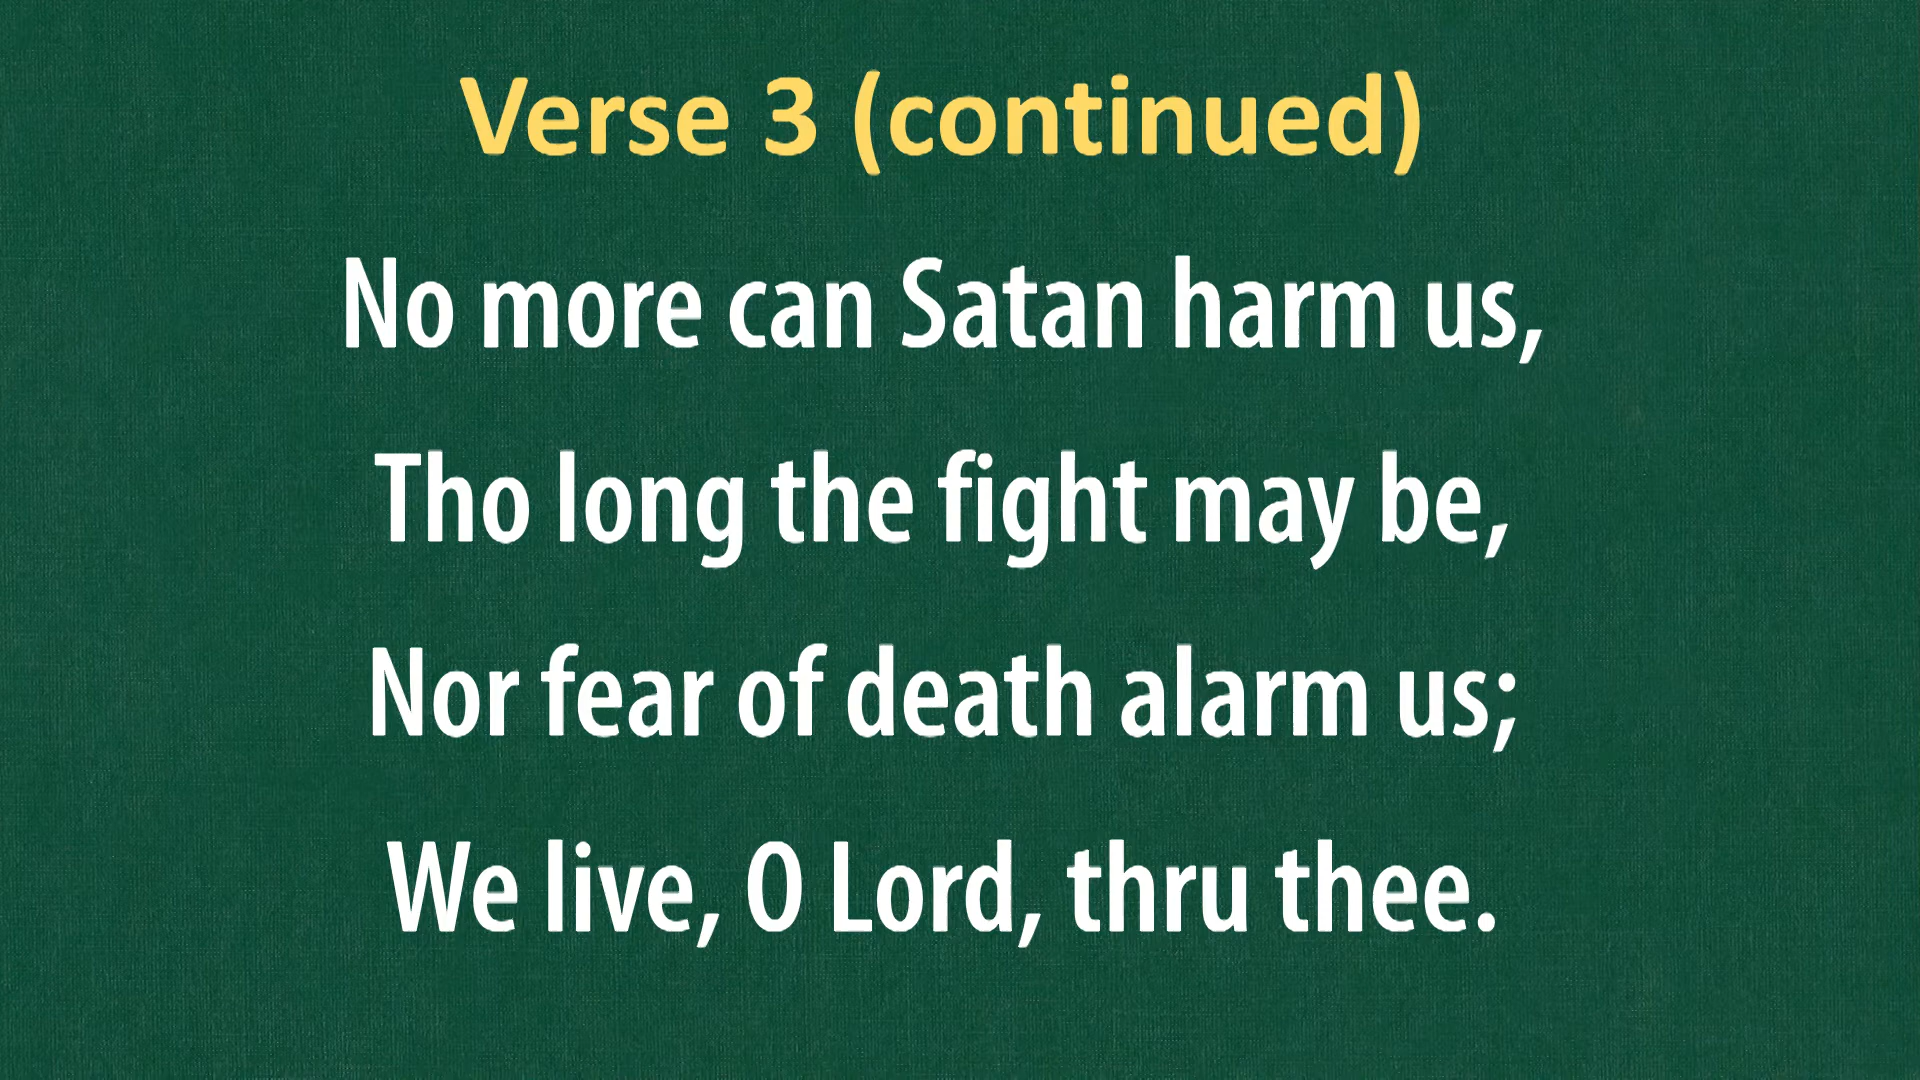 Verse 3 (continued)
No more can Satan harm us,
Tho long the fight may be,
Nor fear of death alarm us;
We live, O Lord, thru thee.